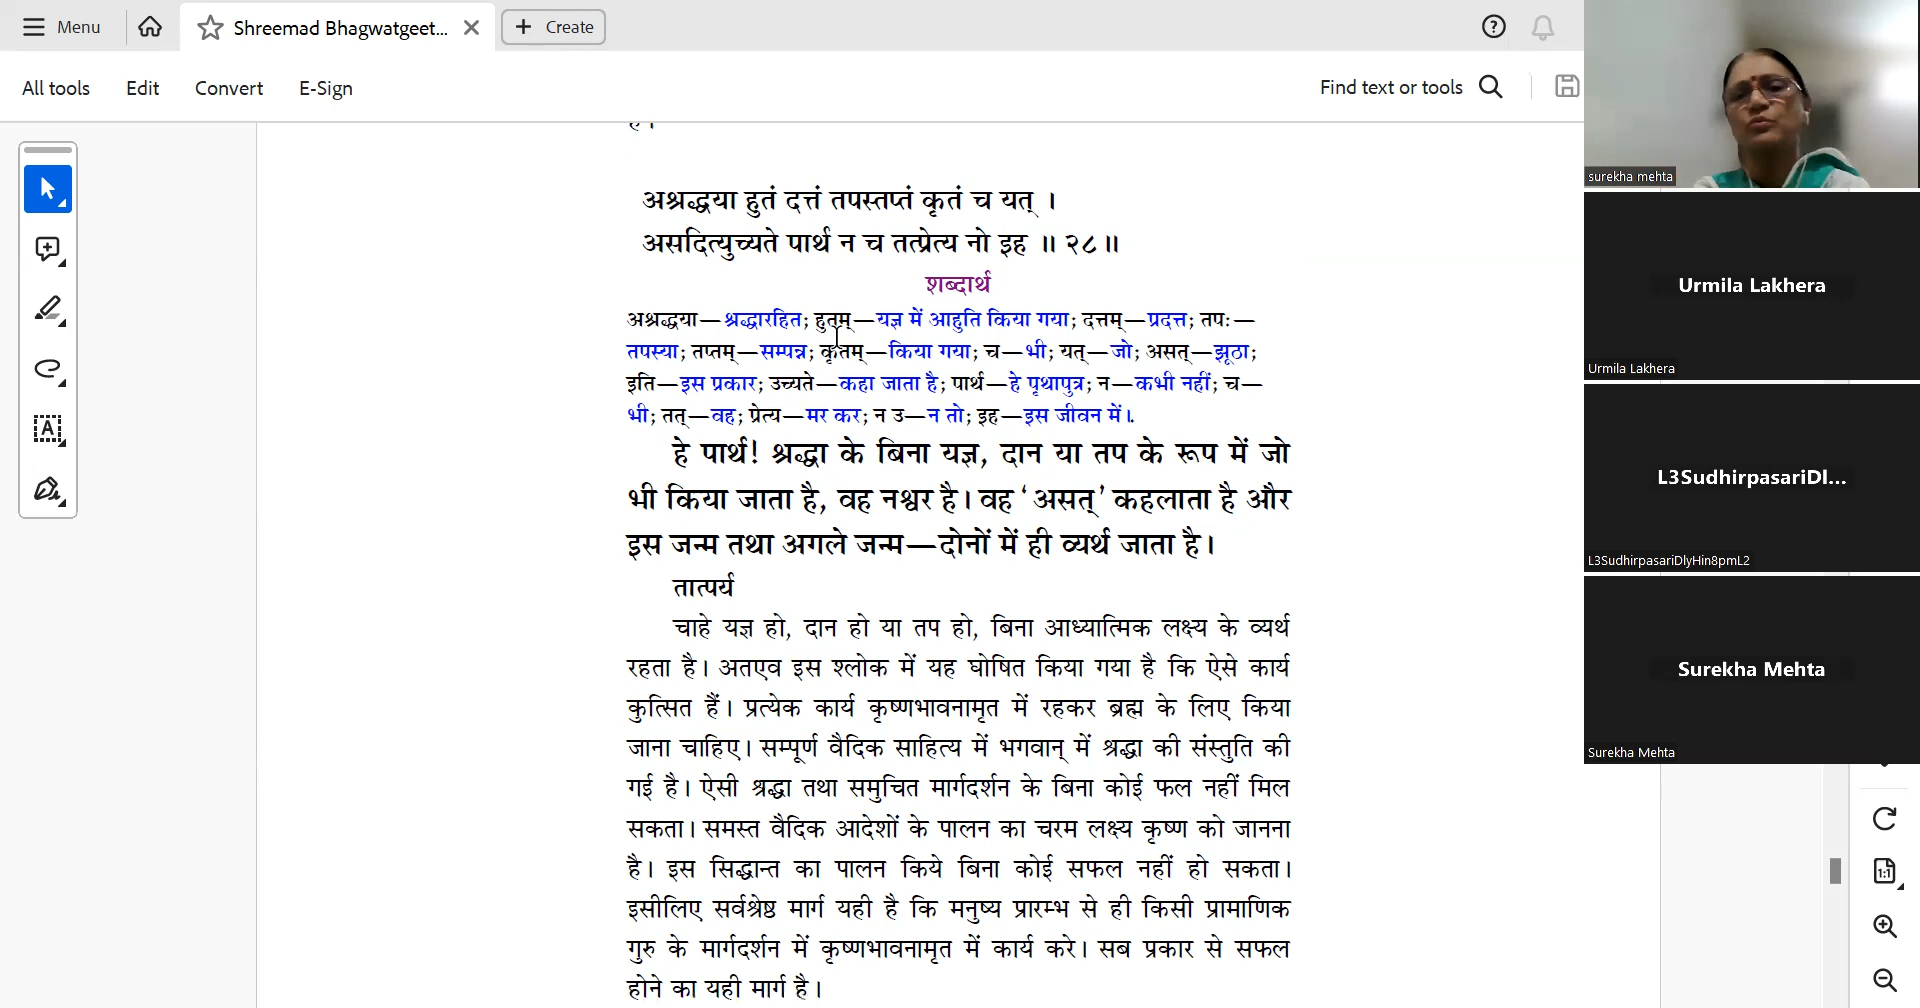 Menu
Shreemad Bhagwatgeet...
Create
All tools
Edit
Convert
E-Sign
Find text or tools
अश्रद्धया हुतं दत्तं तपस्तप्तं कृतं च यत् ।
असदित्युच्यते पार्थ न च तत्प्रेत्य नो इह ॥ २८॥
शब्दार्थ
अश्रद्धया—श्रद्धारहित; हुतम्—यज्ञ में आहुति किया गया; दत्तम्—प्रदत्त; तपः—
तपस्या; तप्तम्—सम्पन्न; कृतम्—किया गया; च—भी; यत्—जो; असत्—झूठा;
इति—इस प्रकार; उच्यते—कहा जाता है; पार्थ—हे पृथापुत्र; न—कभी नहीं; च—
भी; तत्—वह; प्रेत्य—मर कर; न उ—न तो; इह—इस जीवन में।.
हे पार्थ! श्रद्धा के बिना यज्ञ, दान या तप के रूप में जो
भी किया जाता है, वह नश्वर है। वह ‘असत्’ कहलाता है और
इस जन्म तथा अगले जन्म—दोनों में ही व्यर्थ जाता है।
तात्पर्य
चाहे यज्ञ हो, दान हो या तप हो, बिना आध्यात्मिक लक्ष्य के व्यर्थ
रहता है। अतएव इस श्लोक में यह घोषित किया गया है कि ऐसे कार्य
कुत्सित हैं। प्रत्येक कार्य कृष्णभावनामृत में रहकर ब्रह्म के लिए किया
जाना चाहिए। सम्पूर्ण वैदिक साहित्य में भगवान् में श्रद्धा की संस्तुति की
गई है। ऐसी श्रद्धा तथा समुचित मार्गदर्शन के बिना कोई फल नहीं मिल
सकता। समस्त वैदिक आदेशों के पालन का चरम लक्ष्य कृष्ण को जानना
है। इस सिद्धान्त का पालन किये बिना कोई सफल नहीं हो सकता।
इसीलिए सर्वश्रेष्ठ मार्ग यही है कि मनुष्य प्रारम्भ से ही किसी प्रामाणिक
गुरु के मार्गदर्शन में कृष्णभावनामृत में कार्य करे। सब प्रकार से सफल
होने का यही मार्ग है।
surekha mehta
Urmila Lakhera
Urmila Lakhera
L3SudhirpasariDl...
L3SudhirpasariDlyHin8pmL2
Surekha Mehta
Surekha Mehta
1:1